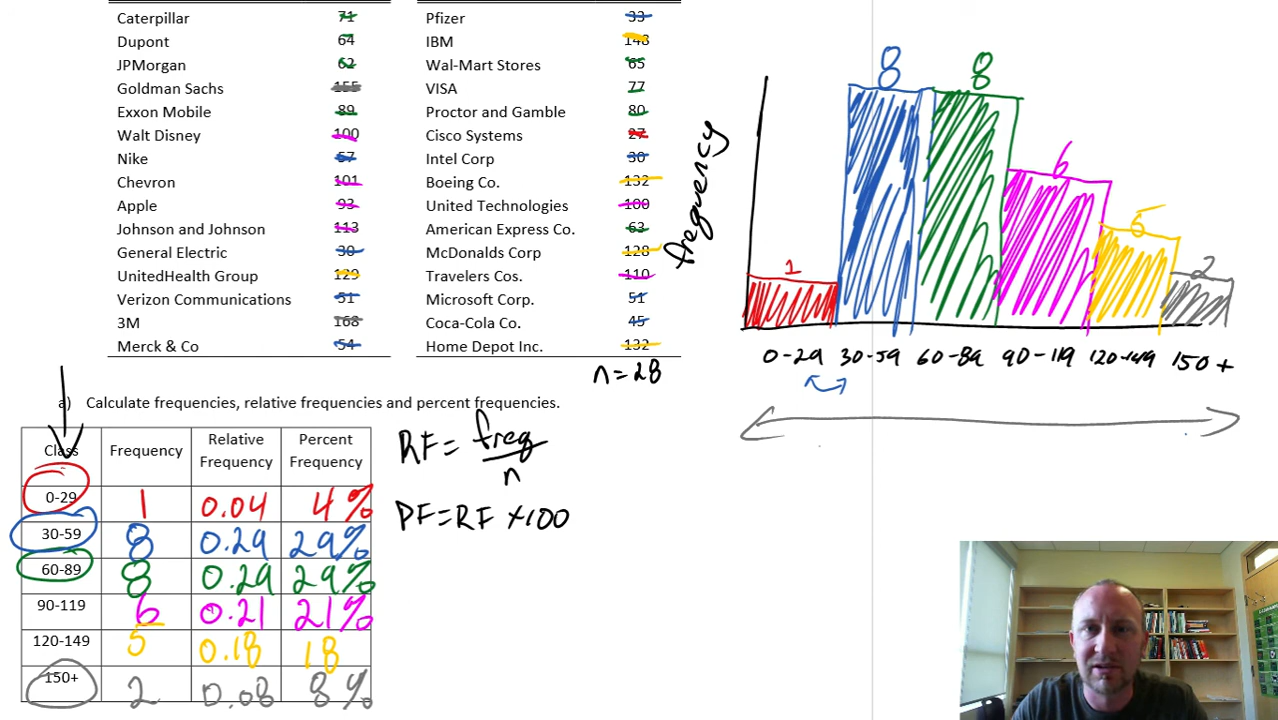 Caterpillar 71
Dupont 64
JPMorgan 62
Goldman Sachs 155
Exxon Mobile 89
Walt Disney 100
Nike 57
Chevron 101
Apple 93
Johnson and Johnson 113
General Electric 30
UnitedHealth Group 129
Verizon Communications 51
3M 168
Merck & Co 54
Pfizer 33
IBM 148
Wal-Mart Stores 65
VISA 77
Proctor and Gamble 80
Cisco Systems 27
Intel Corp 30
Boeing Co. 132
United Technologies 100
American Express Co. 63
McDonalds Corp 128
Travelers Cos. 110
Microsoft Corp. 51
Coca-Cola Co. 45
Home Depot Inc. 132
n=28
a) Calculate frequencies, relative frequencies and percent frequencies.
Class Frequency Relative Frequency Percent Frequency
0-29 1 0.04 4%
30-59 8 0.29 29%
60-89 8 0.29 29%
90-119 6 0.21 21%
120-149 5 0.18 18
150+ 2 0.08 8%
RF= freq
n
PF=RF ×100
frequency
1 8 8 6 5 2
0-29 30-59 60-89 90-119 120-149 150+